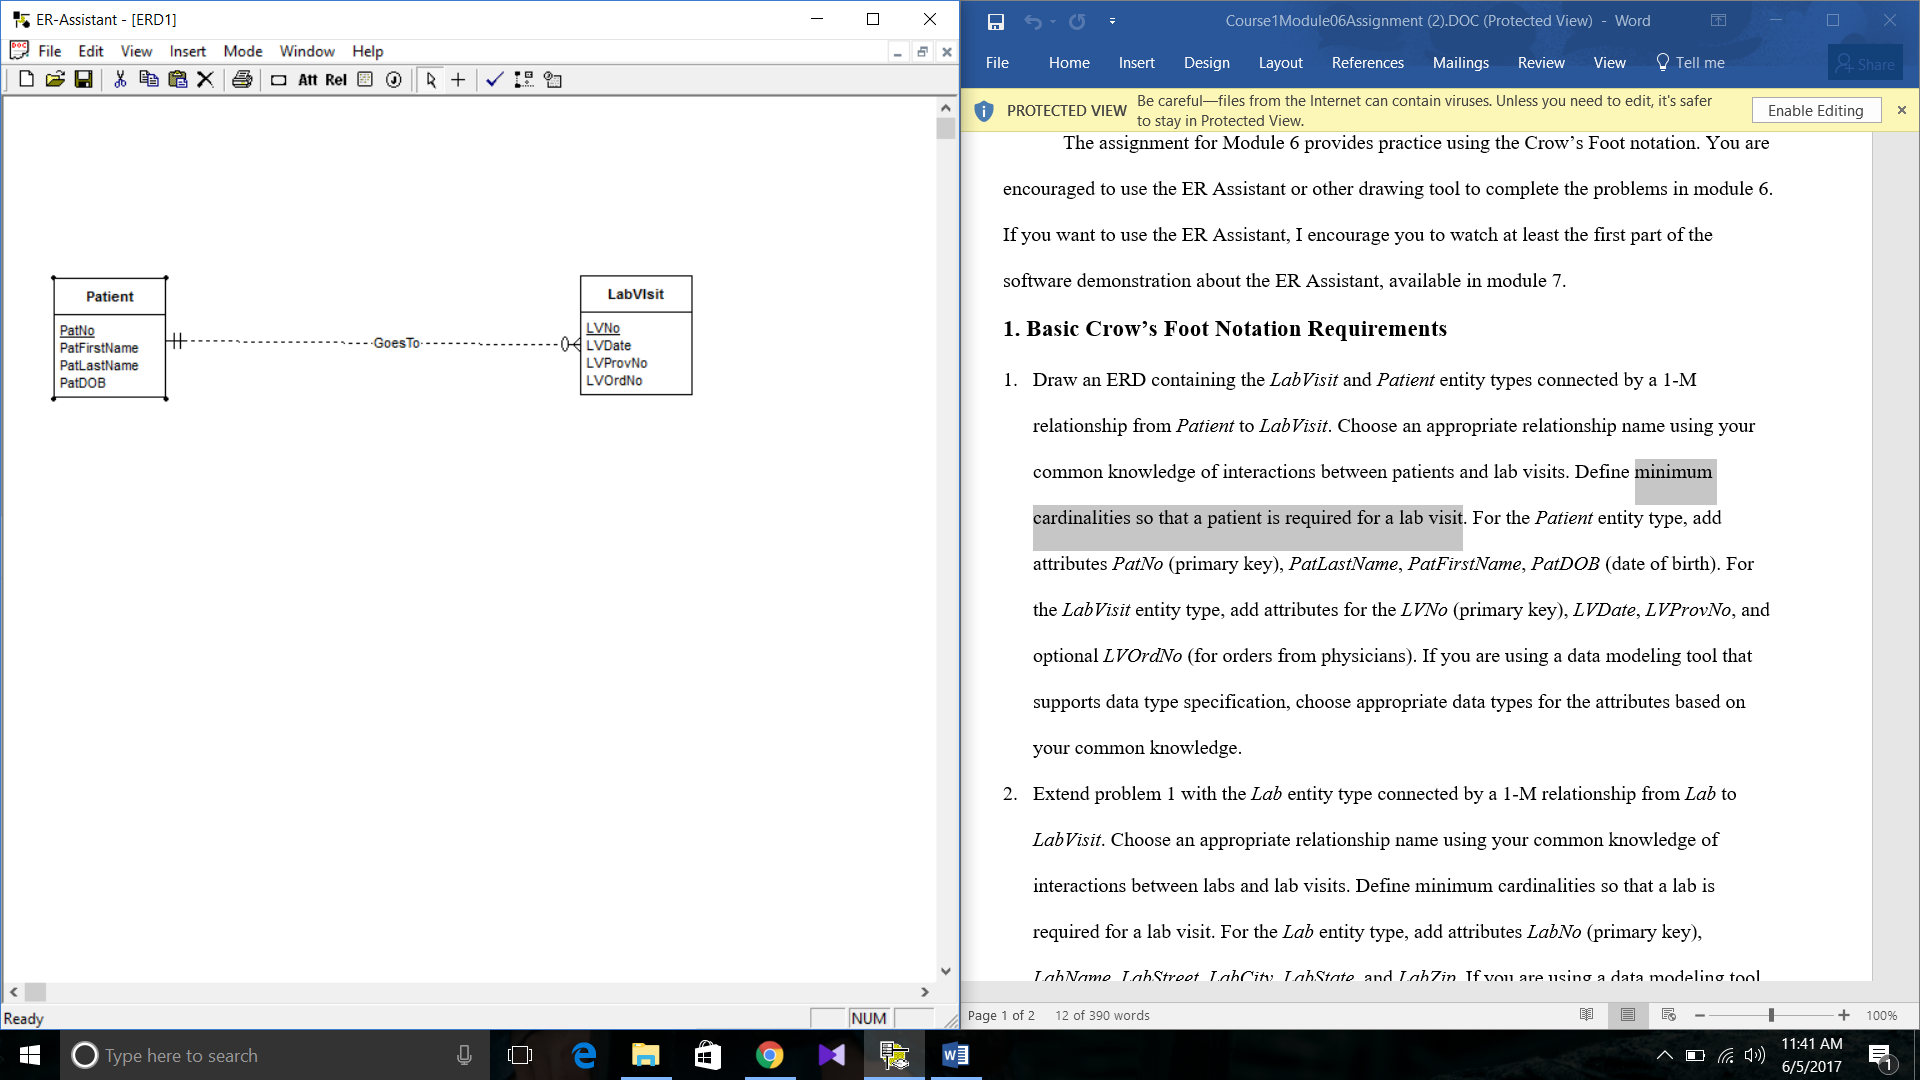 ER-Assistant - [ERD1]
File Edit View Insert Mode Window Help
Att Rel
Patient
PatNo
PatFirstName
PatLastName
PatDOB
GoesTo
LabVIsit
LVNo
LVDate
LVProvNo
LVOrdNo
Ready
NUM
Course1Module06Assignment (2).DOC (Protected View) - Word
File Home Insert Design Layout References Mailings Review View Tell me Share
PROTECTED VIEW Be careful—files from the Internet can contain viruses. Unless you need to edit, it's safer
to stay in Protected View.
Enable Editing
The assignment for Module 6 provides practice using the Crow’s Foot notation. You are
encouraged to use the ER Assistant or other drawing tool to complete the problems in module 6.
If you want to use the ER Assistant, I encourage you to watch at least the first part of the
software demonstration about the ER Assistant, available in module 7.
1. Basic Crow’s Foot Notation Requirements
1. Draw an ERD containing the LabVisit and Patient entity types connected by a 1-M
relationship from Patient to LabVisit. Choose an appropriate relationship name using your
common knowledge of interactions between patients and lab visits. Define minimum
cardinalities so that a patient is required for a lab visit. For the Patient entity type, add
attributes PatNo (primary key), PatLastName, PatFirstName, PatDOB (date of birth). For
the LabVisit entity type, add attributes for the LVNo (primary key), LVDate, LVProvNo, and
optional LVOrdNo (for orders from physicians). If you are using a data modeling tool that
supports data type specification, choose appropriate data types for the attributes based on
your common knowledge.
2. Extend problem 1 with the Lab entity type connected by a 1-M relationship from Lab to
LabVisit. Choose an appropriate relationship name using your common knowledge of
interactions between labs and lab visits. Define minimum cardinalities so that a lab is
required for a lab visit. For the Lab entity type, add attributes LabNo (primary key),
LabName, LabStreet, LabCity, LabState, and LabZip. If you are using a data modeling tool
Page 1 of 2 12 of 390 words
100%
Type here to search
11:41 AM
6/5/2017
1